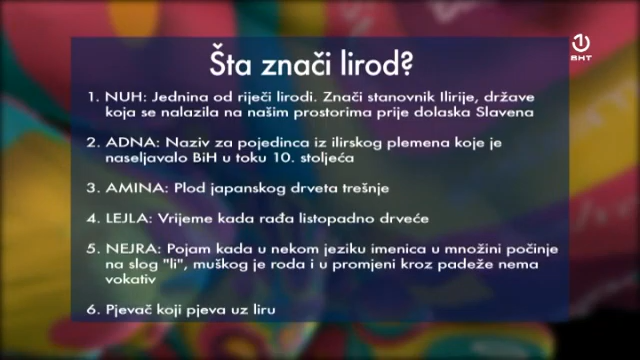 Šta znači lirod?
BHT
1. NUH: Jednina od riječi lirodi. Znači stanovnik Ilirije, države
koja se nalazila na našim prostorima prije dolaska Slavena
2. ADNA: Naziv za pojedinca iz ilirskog plemena koje je
naseljavalo BiH u toku 10. stoljeća
3. AMINA: Plod japanskog drveta trešnje
4. LEJLA: Vrijeme kada rađa listopadno drveće
5. NEJRA: Pojam kada u nekom jeziku imenica u množini počinje
na slog "li", muškog je roda i u promjeni kroz padeže nema
vokativ
6. Pjevač koji pjeva uz liru